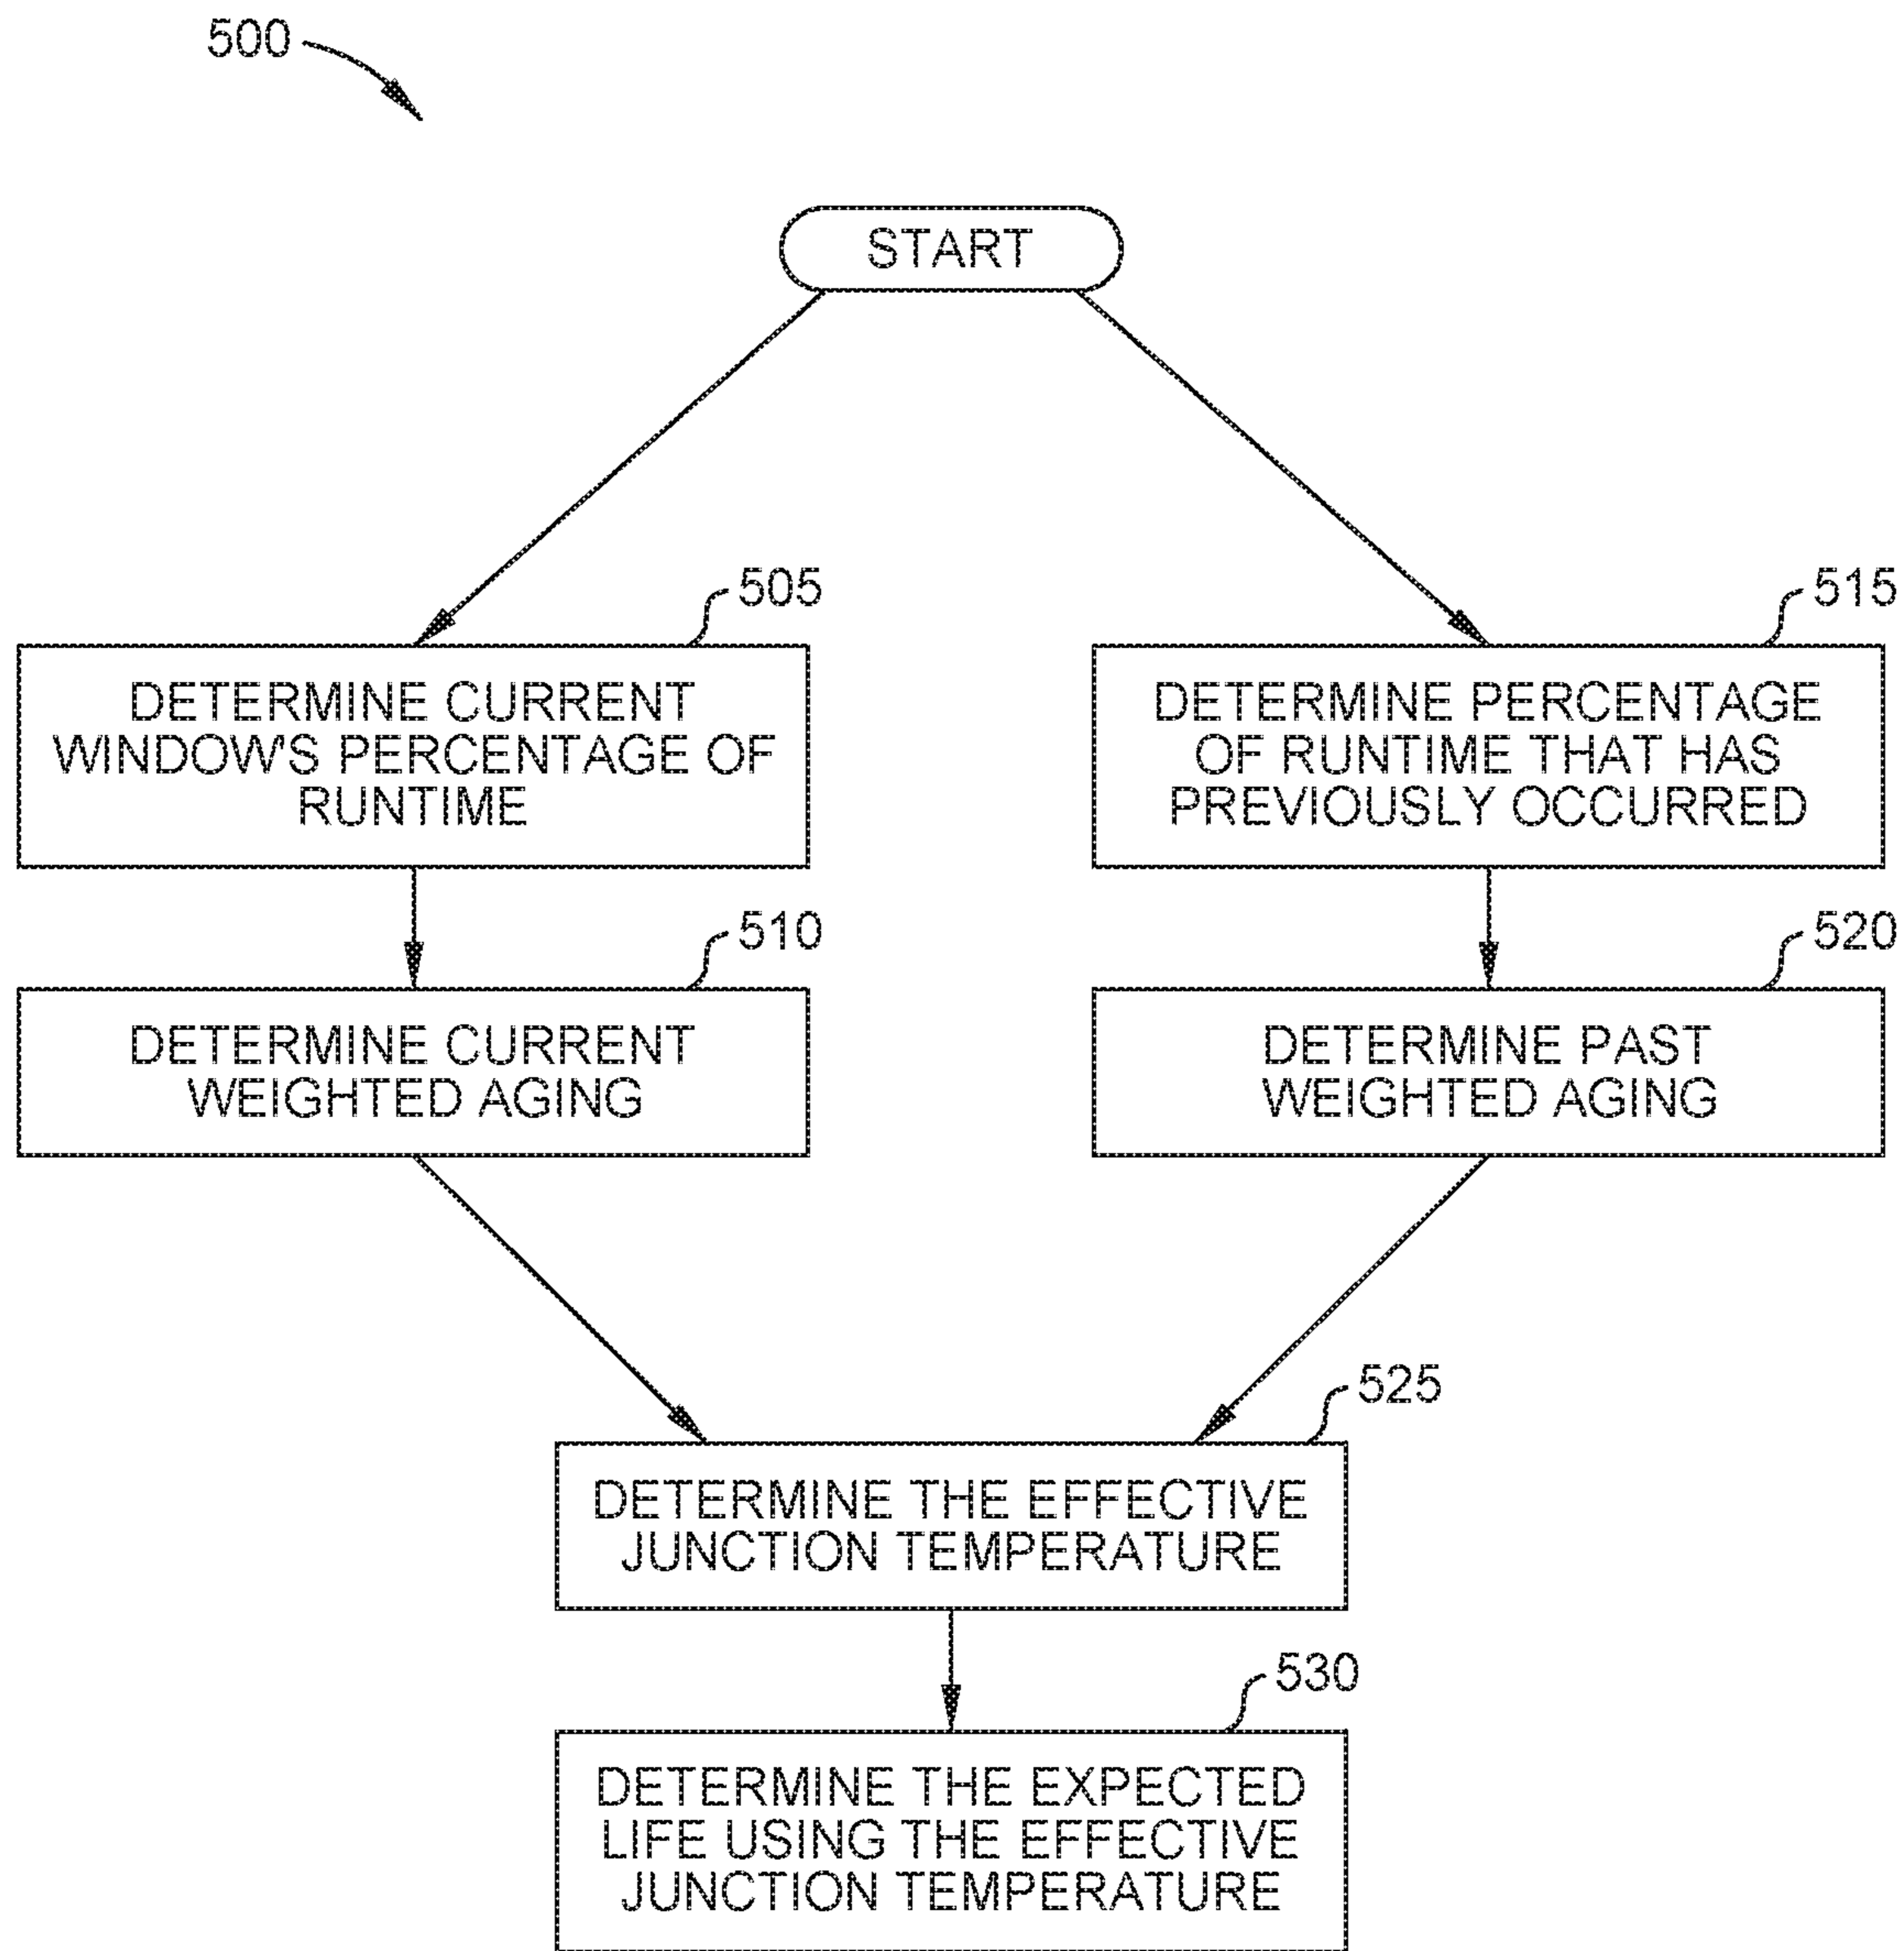 500
START
505
DETERMINE CURRENT
WINDOW'S PERCENTAGE OF
RUNTIME
515
DETERMINE PERCENTAGE
OF RUNTIME THAT HAS
PREVIOUSLY OCCURRED
510
DETERMINE CURRENT
WEIGHTED AGING
520
DETERMINE PAST
WEIGHTED AGING
525
DETERMINE THE EFFECTIVE
JUNCTION TEMPERATURE
530
DETERMINE THE EXPECTED
LIFE USING THE EFFECTIVE
JUNCTION TEMPERATURE